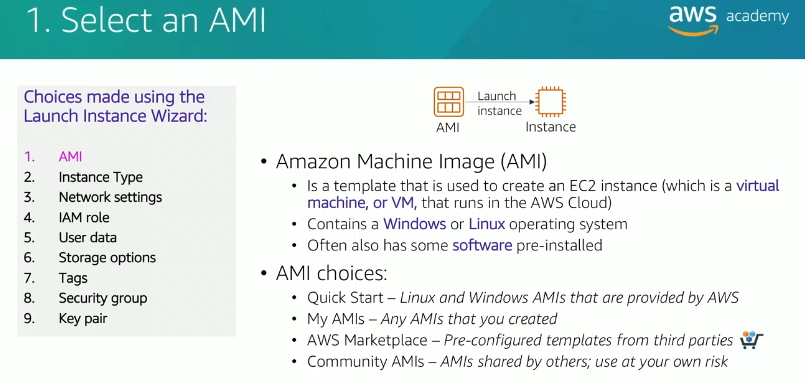 1. Select an AMI
aws academy
Choices made using the
Launch Instance Wizard:
1. AMI
2. Instance Type
3. Network settings
4. IAM role
5. User data
6. Storage options
7. Tags
8. Security group
9. Key pair
Launch
instance
AMI
Instance
• Amazon Machine Image (AMI)
• Is a template that is used to create an EC2 instance (which is a virtual
machine, or VM, that runs in the AWS Cloud)
• Contains a Windows or Linux operating system
• Often also has some software pre-installed
• AMI choices:
• Quick Start – Linux and Windows AMIs that are provided by AWS
• My AMIs – Any AMIs that you created
• AWS Marketplace – Pre-configured templates from third parties
• Community AMIs – AMIs shared by others; use at your own risk